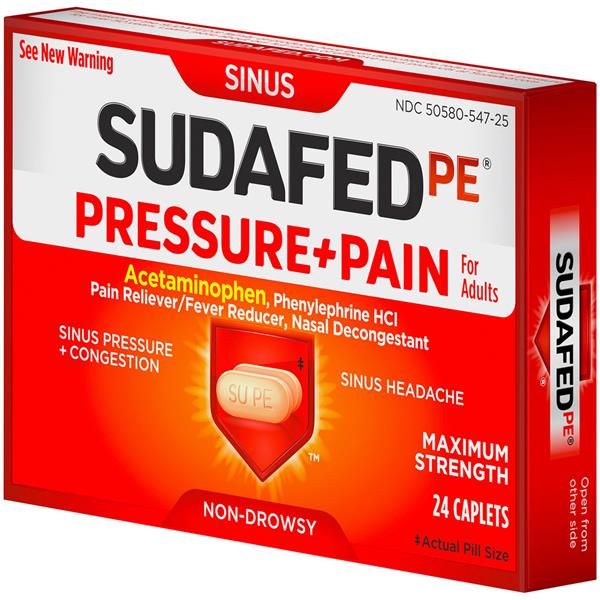 SUDAFED.COM
See New Warning
SINUS
NDC 50580-547-25
SUDAFED PE®
PRESSURE+PAIN For Adults
Acetaminophen, Phenylephrine HCl
Pain Reliever/Fever Reducer, Nasal Decongestant
SINUS PRESSURE
+ CONGESTION
‡
SINUS HEADACHE
SU PE
™
MAXIMUM
STRENGTH
24 CAPLETS
NON-DROWSY
‡Actual Pill Size
SUDAFED PE®
®
Open from
other side